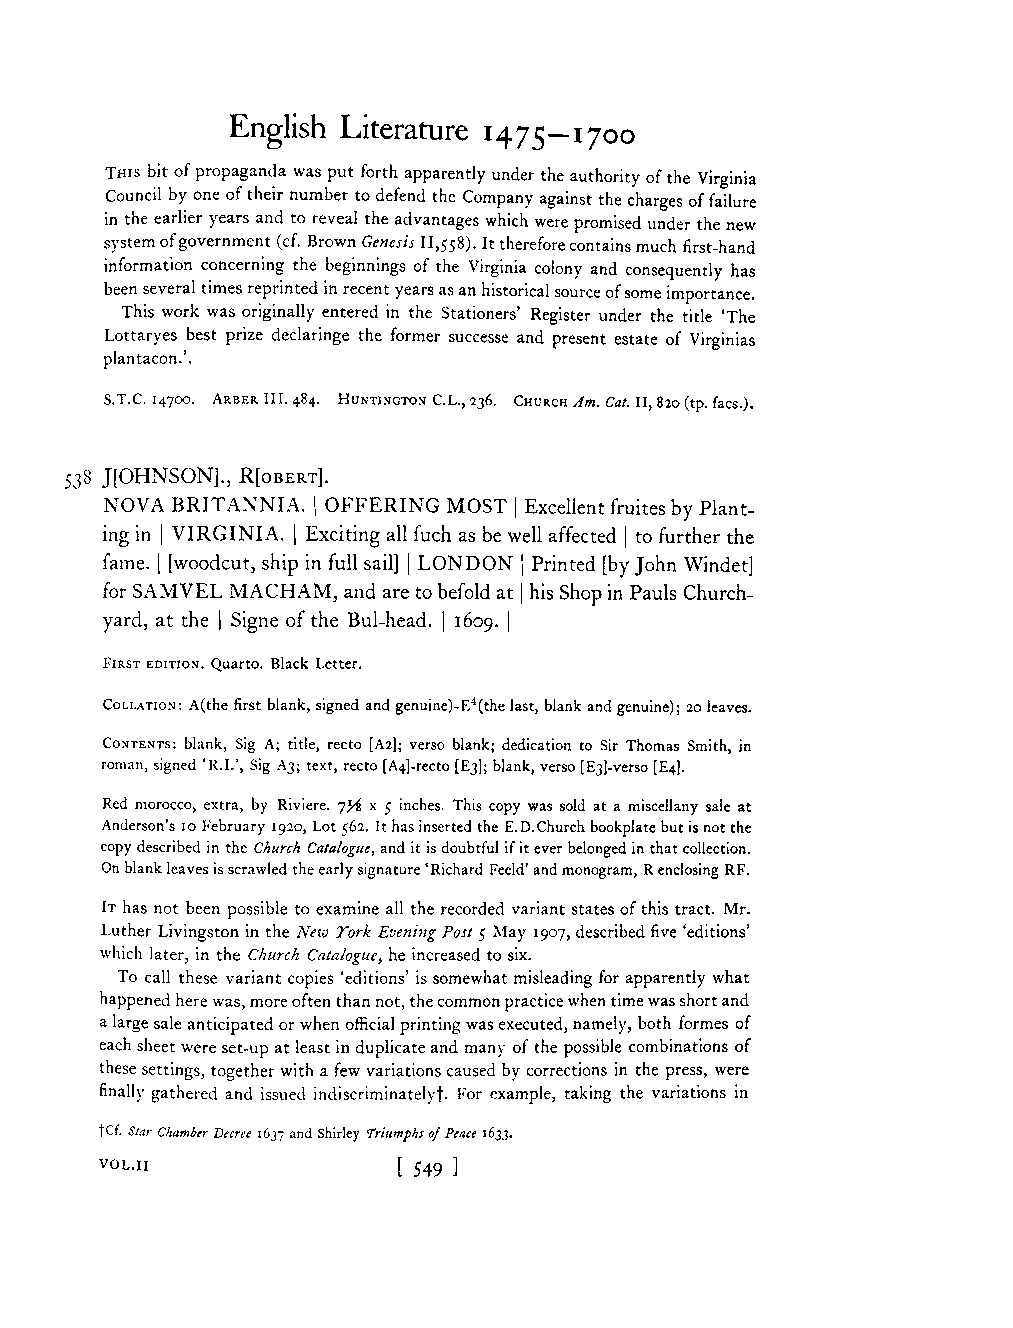 English Literature 1475–1700
THIS bit of propaganda was put forth apparently under the authority of the Virginia
Council by one of their number to defend the Company against the charges of failure
in the earlier years and to reveal the advantages which were promised under the new
system of government (cf. Brown Genesis II,558). It therefore contains much first-hand
information concerning the beginnings of the Virginia colony and consequently has
been several times reprinted in recent years as an historical source of some importance.
This work was originally entered in the Stationers' Register under the title 'The
Lottaryes best prize declaringe the former successe and present estate of Virginias
plantacon.'.
S.T.C. 14700. ARBER III. 484. HUNTINGTON C.L., 236. CHURCH Am. Cat. II, 820 (tp. facs.).
538 J[OHNSON]., R[OBERT].
NOVA BRITANNIA. | OFFERING MOST | Excellent fruites by Plant-
ing in | VIRGINIA. | Exciting all ſuch as be well affected | to further the
ſame. | [woodcut, ship in full sail] | LONDON | Printed [by John Windet]
for SAMVEL MACHAM, and are to beſold at | his Shop in Pauls Church-
yard, at the | Signe of the Bul-head. | 1609. |
FIRST EDITION. Quarto. Black Letter.
COLLATION: A(the first blank, signed and genuine)-E⁴(the last, blank and genuine); 20 leaves.
CONTENTS: blank, Sig A; title, recto [A2]; verso blank; dedication to Sir Thomas Smith, in
roman, signed 'R.I.', Sig A3; text, recto [A4]-recto [E3]; blank, verso [E3]-verso [E4].
Red morocco, extra, by Riviere. 7½ x 5 inches. This copy was sold at a miscellany sale at
Anderson's 10 February 1920, Lot 562. It has inserted the E.D.Church bookplate but is not the
copy described in the Church Catalogue, and it is doubtful if it ever belonged in that collection.
On blank leaves is scrawled the early signature 'Richard Feeld' and monogram, R enclosing RF.
IT has not been possible to examine all the recorded variant states of this tract. Mr.
Luther Livingston in the New York Evening Post 5 May 1907, described five 'editions'
which later, in the Church Catalogue, he increased to six.
To call these variant copies 'editions' is somewhat misleading for apparently what
happened here was, more often than not, the common practice when time was short and
a large sale anticipated or when official printing was executed, namely, both formes of
each sheet were set-up at least in duplicate and many of the possible combinations of
these settings, together with a few variations caused by corrections in the press, were
finally gathered and issued indiscriminately†. For example, taking the variations in
†Cf. Star Chamber Decree 1637 and Shirley Triumphs of Peace 1633.
VOL.II [ 549 ]